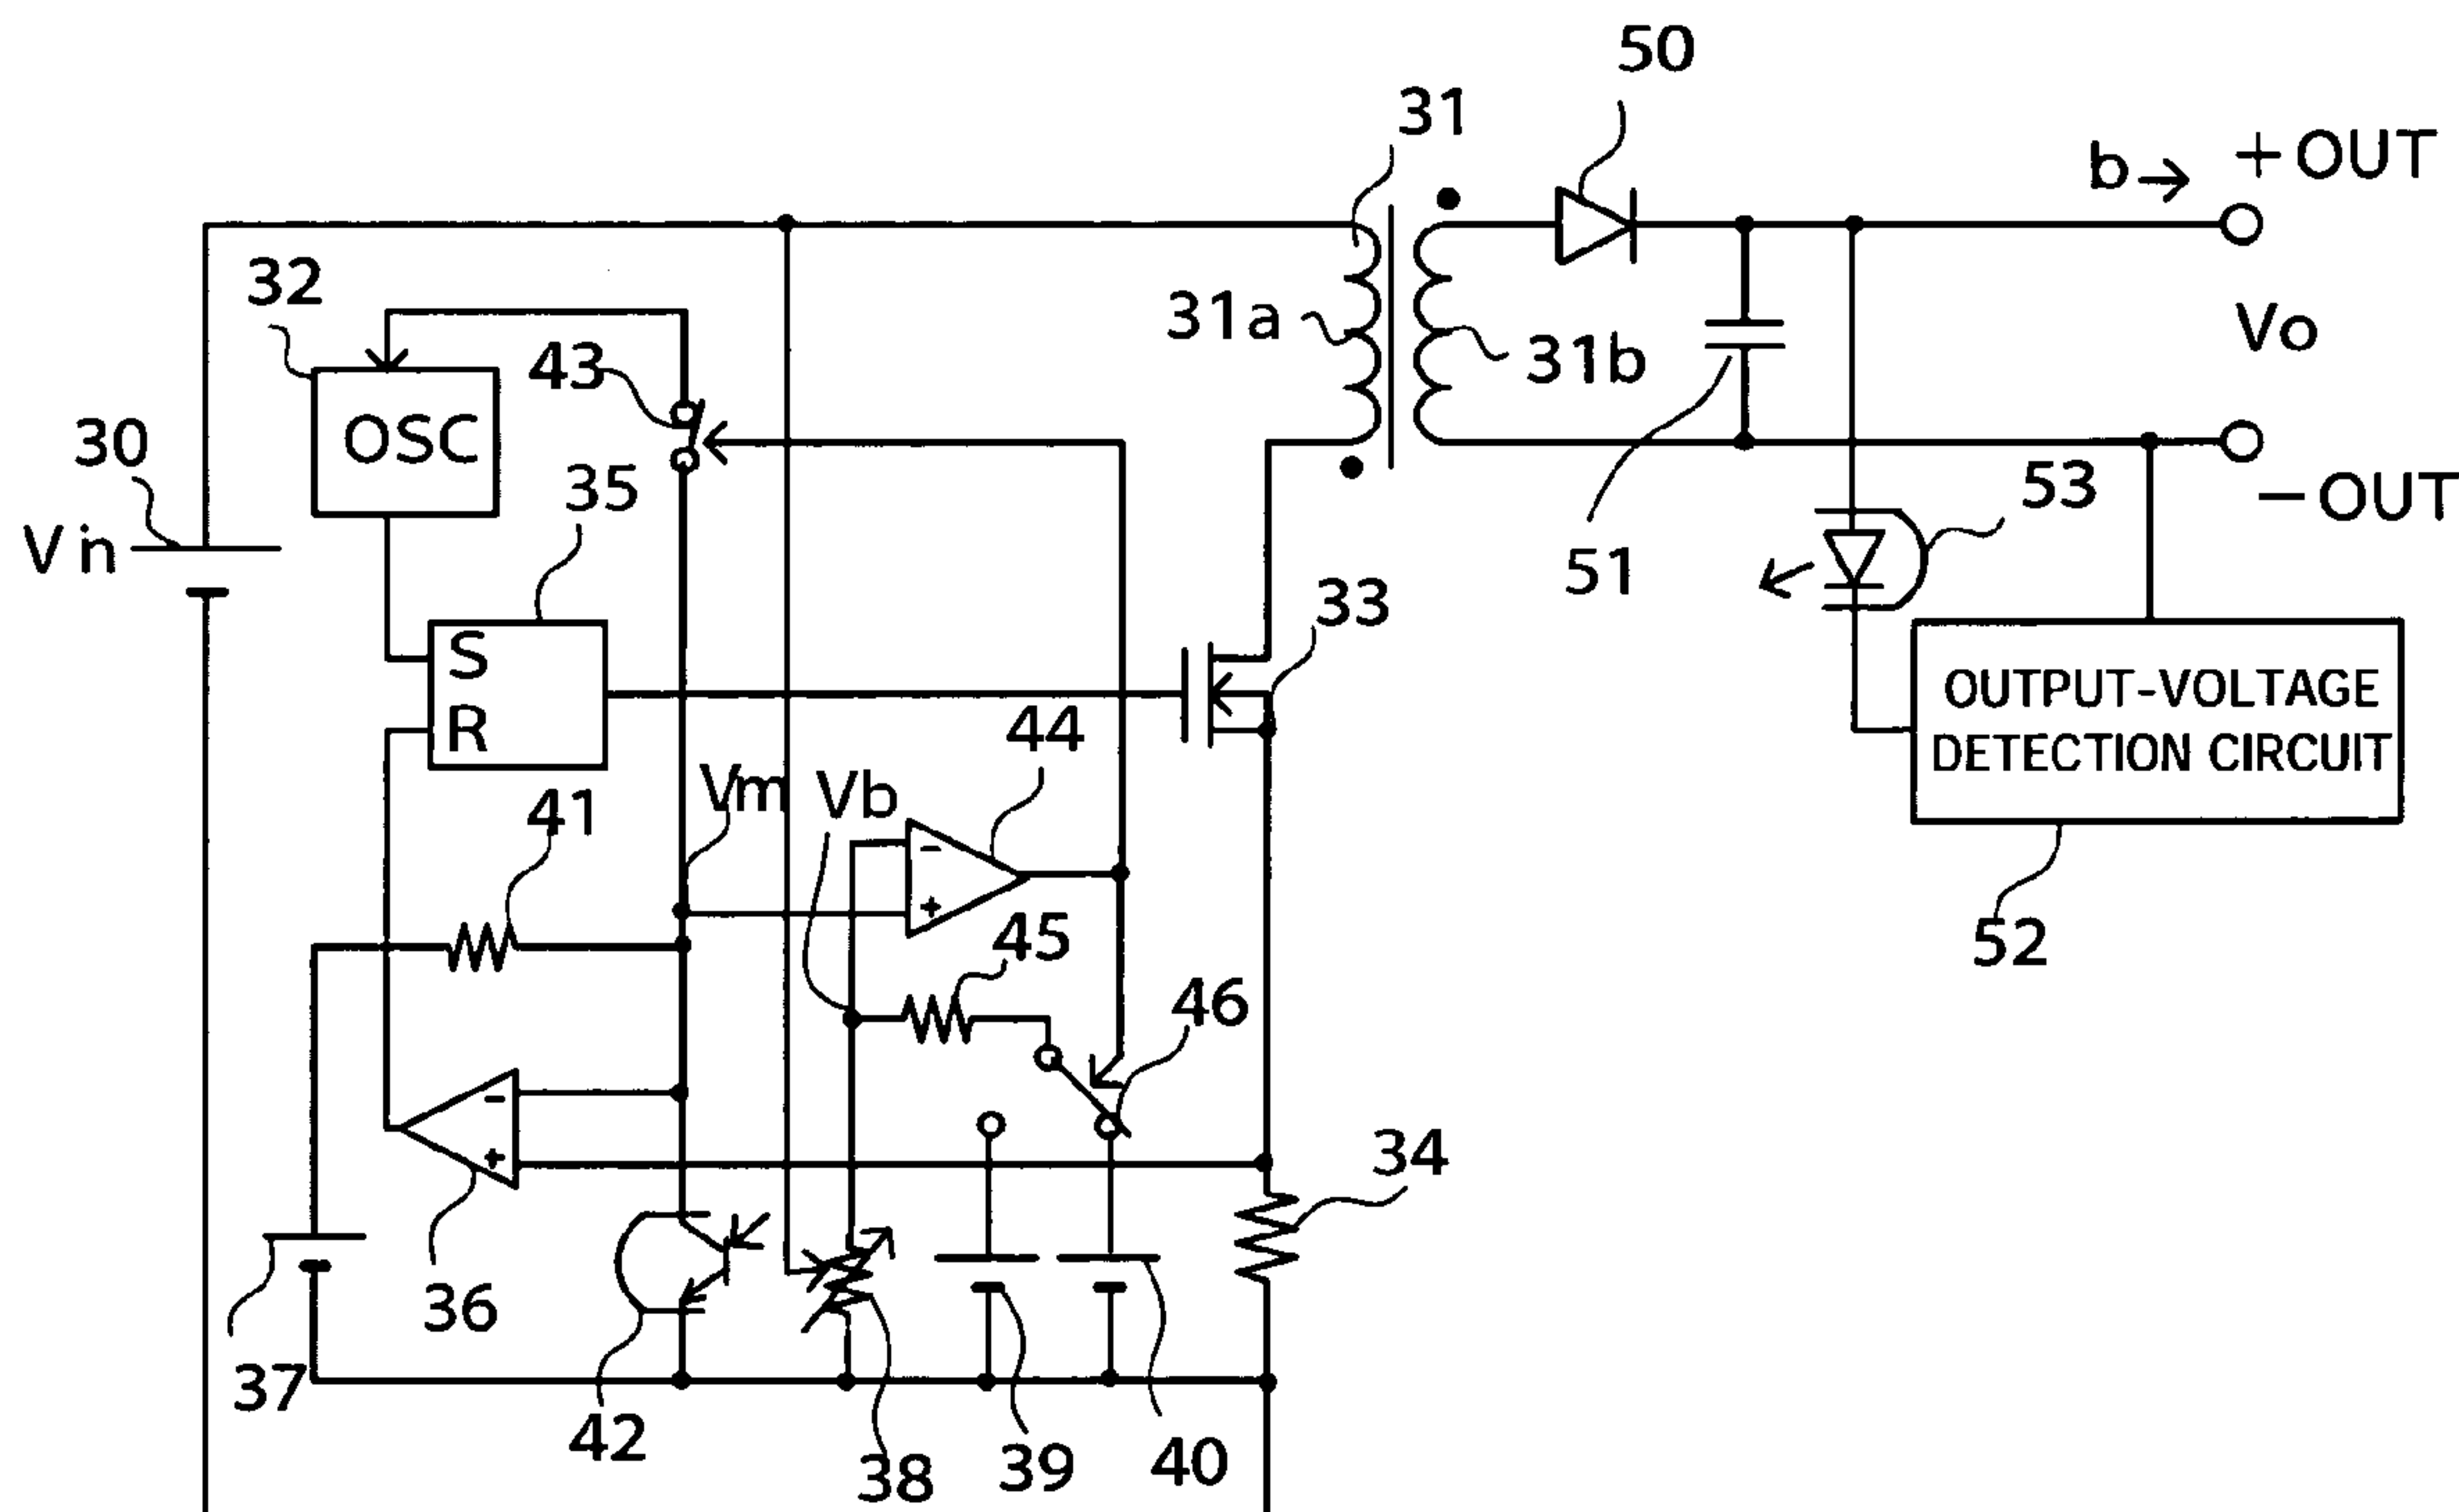 50
31
b
+OUT
32
31a
43
31b
Vo
30
OSC
35
53
−OUT
Vin
51
33
S
R
44
OUTPUT-VOLTAGE
DETECTION CIRCUIT
Vm
Vb
41
−
+
45
52
46
−
+
34
36
37
42
38
39
40